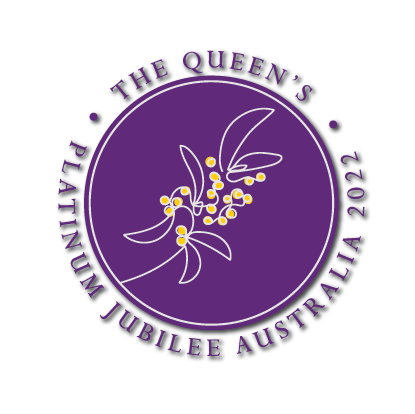 THE QUEEN'S
PLATINUM JUBILEE AUSTRALIA 2022